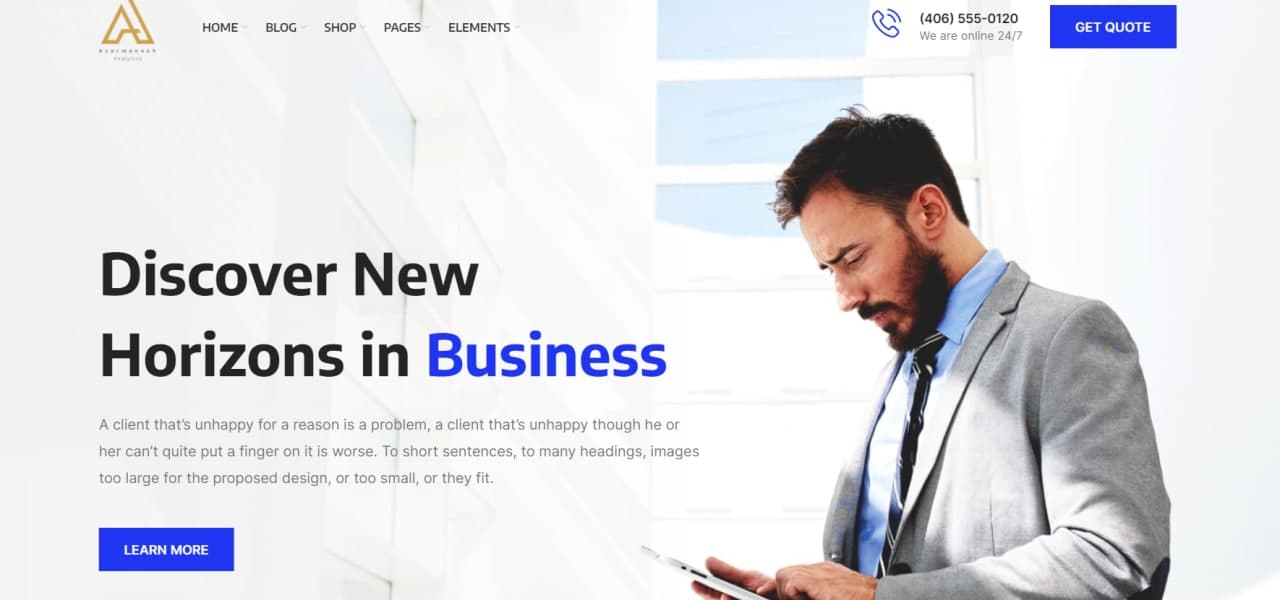 HOME
BLOG
SHOP
PAGES
ELEMENTS
(406) 555-0120
We are online 24/7
GET QUOTE
Azarmanesh
Analytics
Discover New
Horizons in Business
A client that’s unhappy for a reason is a problem, a client that’s unhappy though he or
her can’t quite put a finger on it is worse. To short sentences, to many headings, images
too large for the proposed design, or too small, or they fit.
LEARN MORE